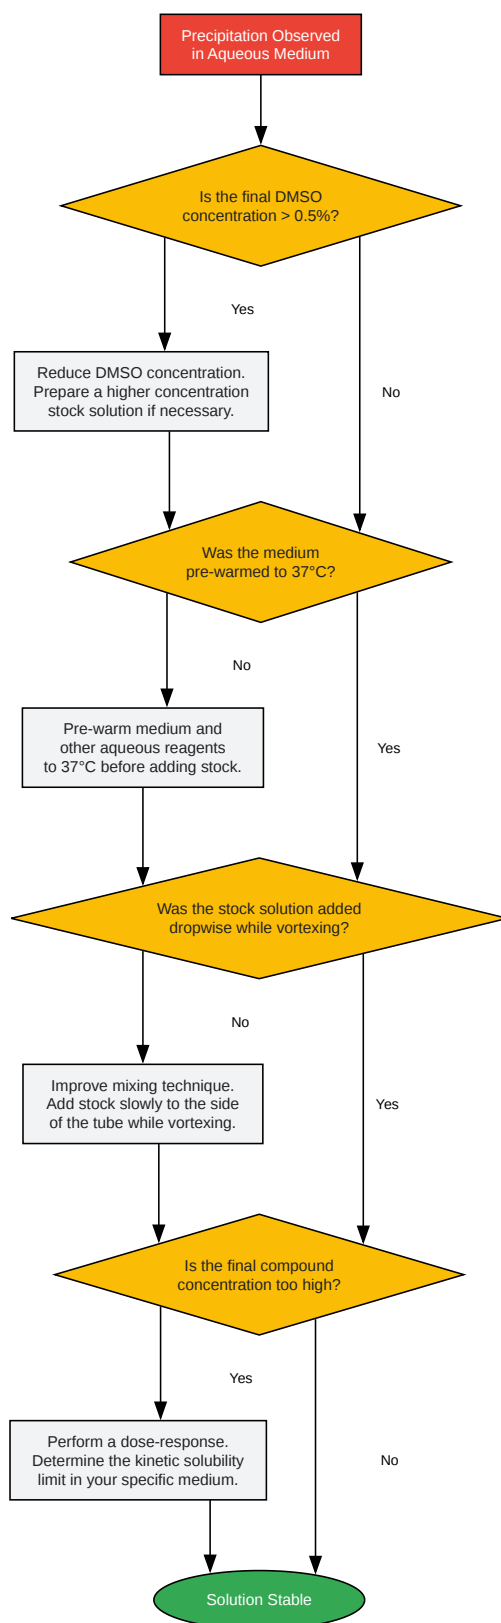 Precipitation Observed
in Aqueous Medium
Is the final DMSO
concentration > 0.5%?
Yes
Reduce DMSO concentration.
Prepare a higher concentration
stock solution if necessary.
No
Was the medium
pre-warmed to 37°C?
No
Pre-warm medium and
other aqueous reagents
to 37°C before adding stock.
Yes
Was the stock solution added
dropwise while vortexing?
No
Improve mixing technique.
Add stock slowly to the side
of the tube while vortexing.
Yes
Is the final compound
concentration too high?
Yes
Perform a dose-response.
Determine the kinetic solubility
limit in your specific medium.
No
Solution Stable